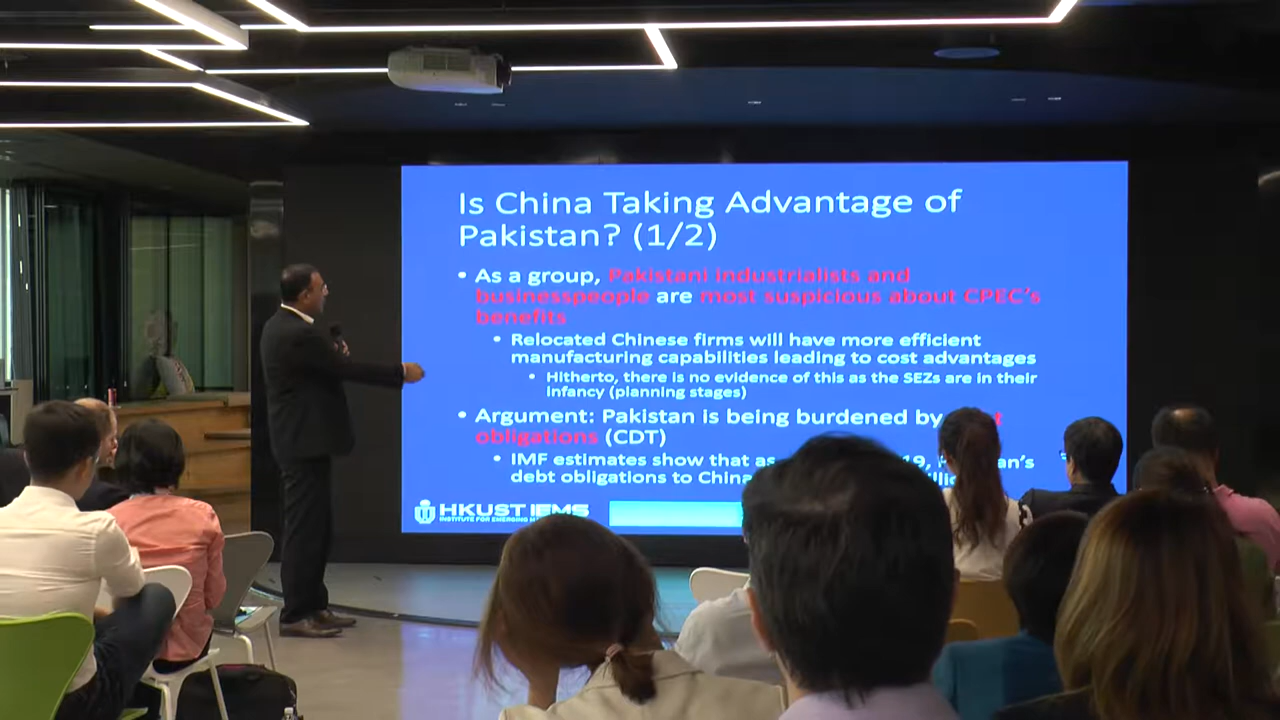 Is China Taking Advantage of
Pakistan? (1/2)
• As a group, Pakistani industrialists and
businesspeople are most suspicious about CPEC's
benefits
• Relocated Chinese firms will have more efficient
manufacturing capabilities leading to cost advantages
• Hitherto, there is no evidence of this as the SEZs are in their
infancy (planning stages)
• Argument: Pakistan is being burdened by
obligations (CDT)
• IMF estimates show that as
debt obligations to China
HKUST IEMS
INSTITUTE FOR EMERGING